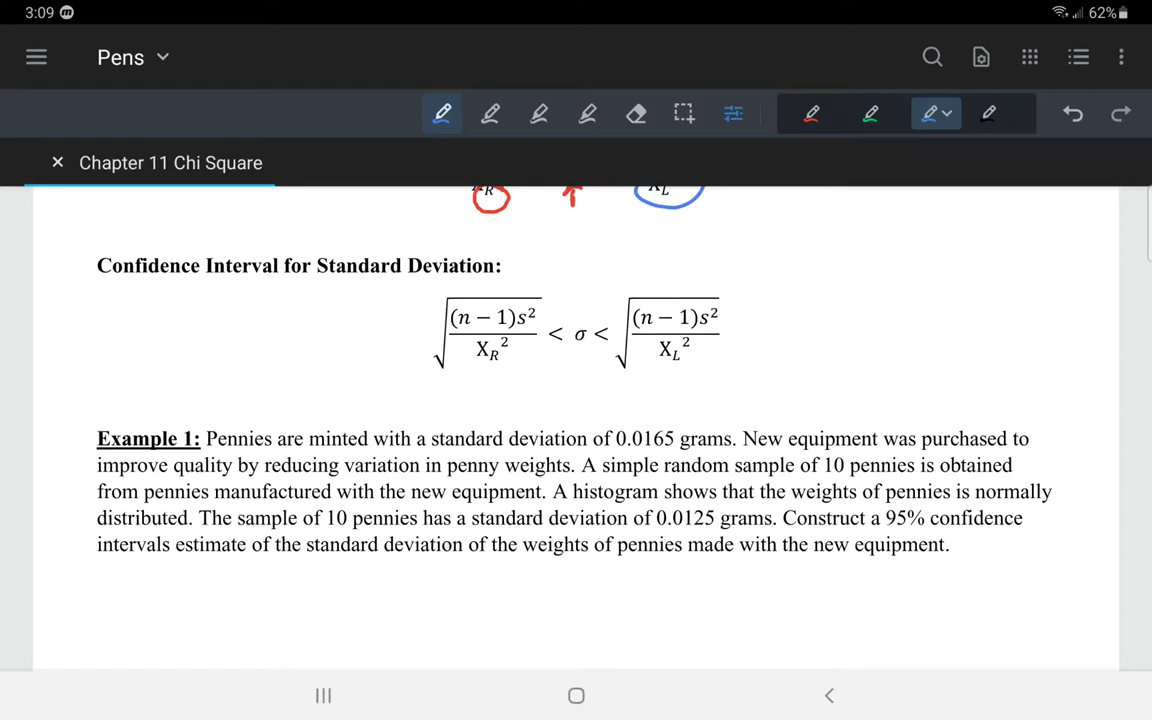 3:09 62%
Pens
Chapter 11 Chi Square
X_R X_L
Confidence Interval for Standard Deviation:
√((n − 1)s² / X_R²) < σ < √((n − 1)s² / X_L²)
Example 1: Pennies are minted with a standard deviation of 0.0165 grams. New equipment was purchased to
improve quality by reducing variation in penny weights. A simple random sample of 10 pennies is obtained
from pennies manufactured with the new equipment. A histogram shows that the weights of pennies is normally
distributed. The sample of 10 pennies has a standard deviation of 0.0125 grams. Construct a 95% confidence
intervals estimate of the standard deviation of the weights of pennies made with the new equipment.